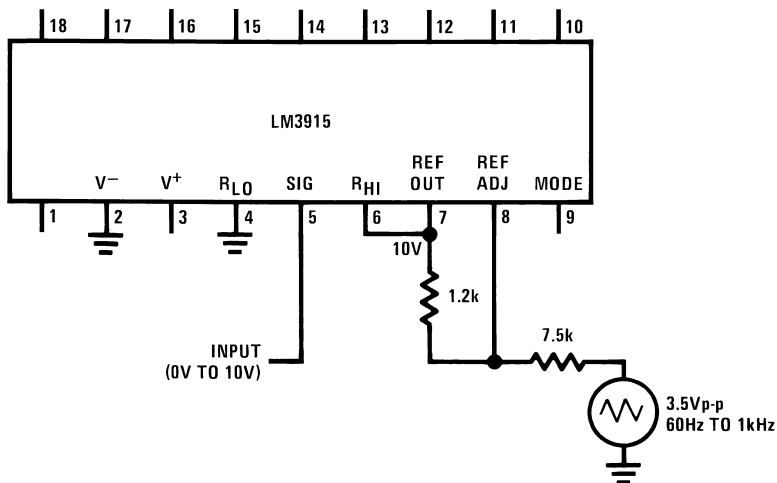 18 17 16 15 14 13 12 11 10
LM3915
REF REF
V− V+ RLO SIG RHI OUT ADJ MODE
1 2 3 4 5 6 7 8 9
10V
1.2k
7.5k
INPUT
(0V TO 10V)
3.5Vp-p
60Hz TO 1kHz